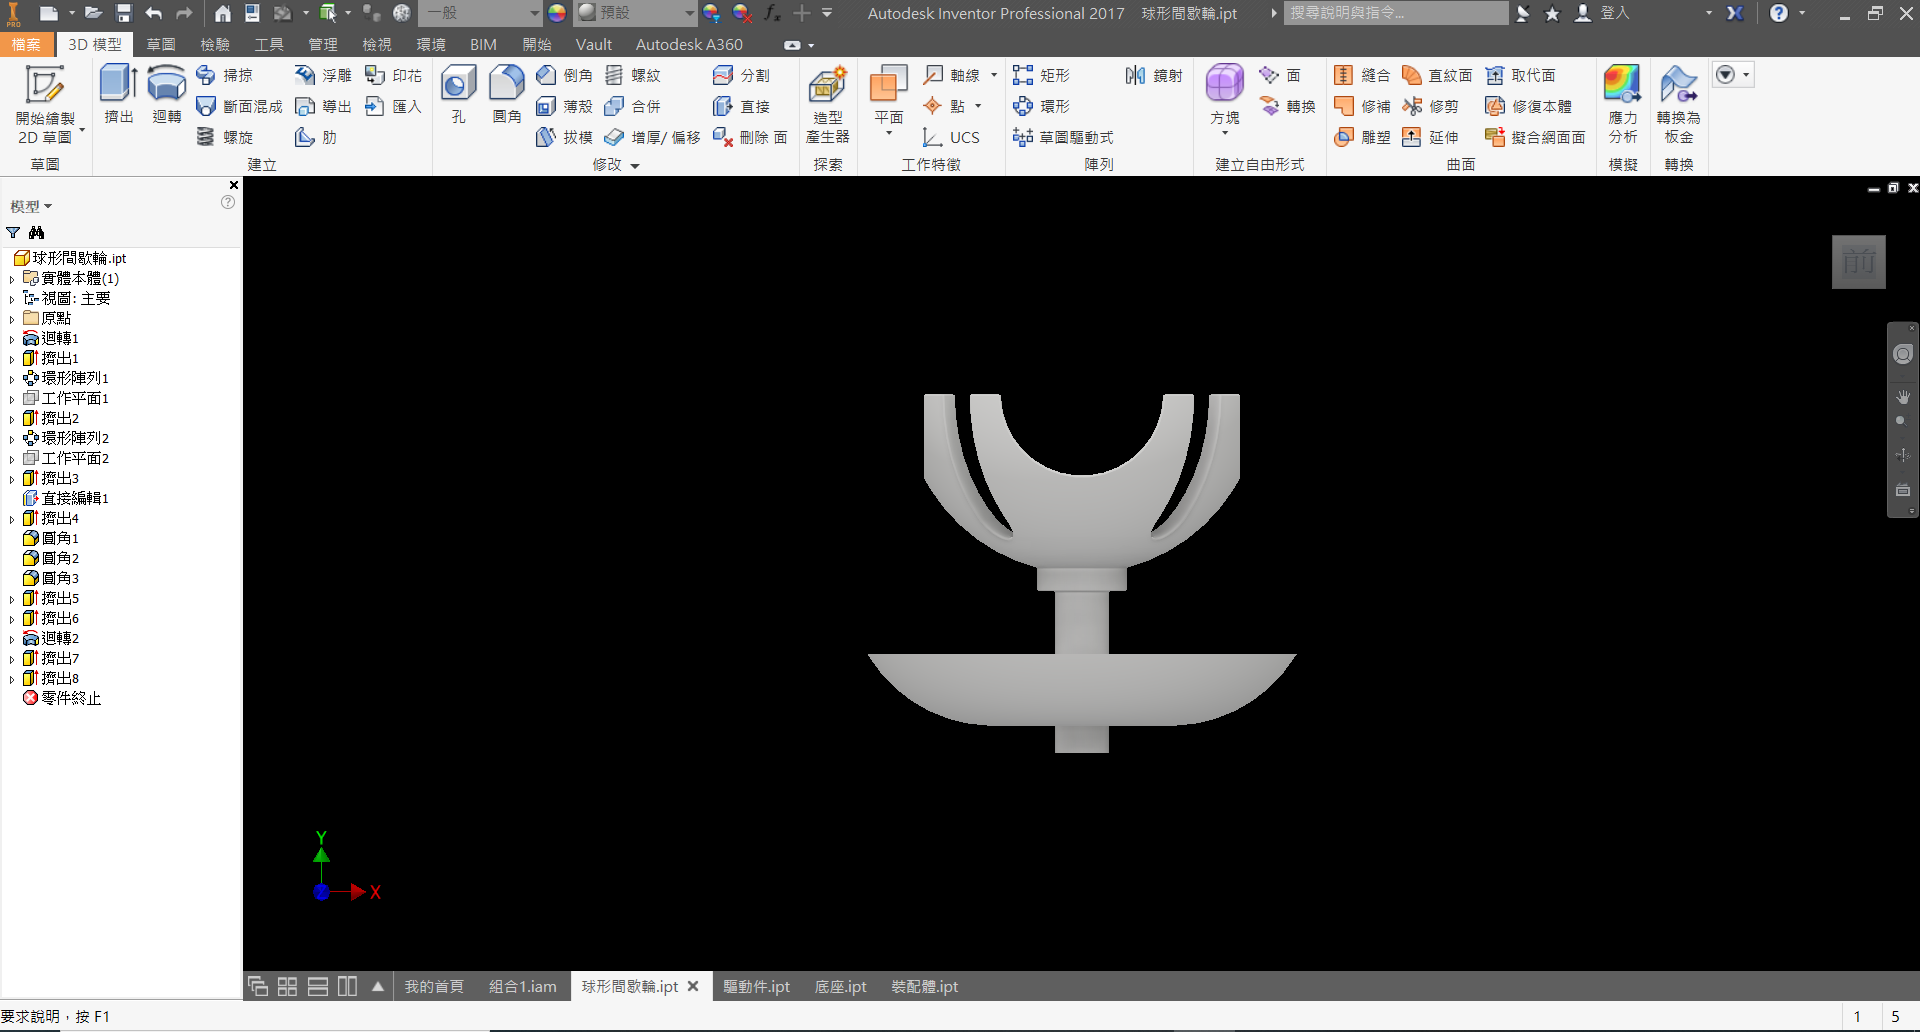 PRO
一般
預設
fx
Autodesk Inventor Professional 2017 球形間歇輪.ipt
搜尋說明與指令...
登入
檔案 3D 模型 草圖 檢驗 工具 管理 檢視 環境 BIM 開始 Vault Autodesk A360
開始繪製
2D 草圖
草圖
擠出 迴轉
掃掠 浮雕 印花
斷面混成 導出 匯入
螺旋 肋
建立
孔 圓角
倒角 螺紋 分割
薄殼 合併 直接
拔模 增厚/ 偏移 刪除 面
修改
造型
產生器
探索
平面
軸線
點
UCS
工作特徵
矩形 鏡射
環形
草圖驅動式
陣列
方塊
面
轉換
建立自由形式
縫合 直紋面 取代面
修補 修剪 修復本體
雕塑 延伸 擬合網面面
曲面
應力
分析
模擬
轉換為
板金
轉換
模型
球形間歇輪.ipt
實體本體(1)
視圖: 主要
原點
迴轉1
擠出1
環形陣列1
工作平面1
擠出2
環形陣列2
工作平面2
擠出3
直接編輯1
擠出4
圓角1
圓角2
圓角3
擠出5
擠出6
迴轉2
擠出7
擠出8
零件終止
前
Y
X
我的首頁 組合1.iam 球形間歇輪.ipt 驅動件.ipt 底座.ipt 裝配體.ipt
要求說明，按 F1
1 5